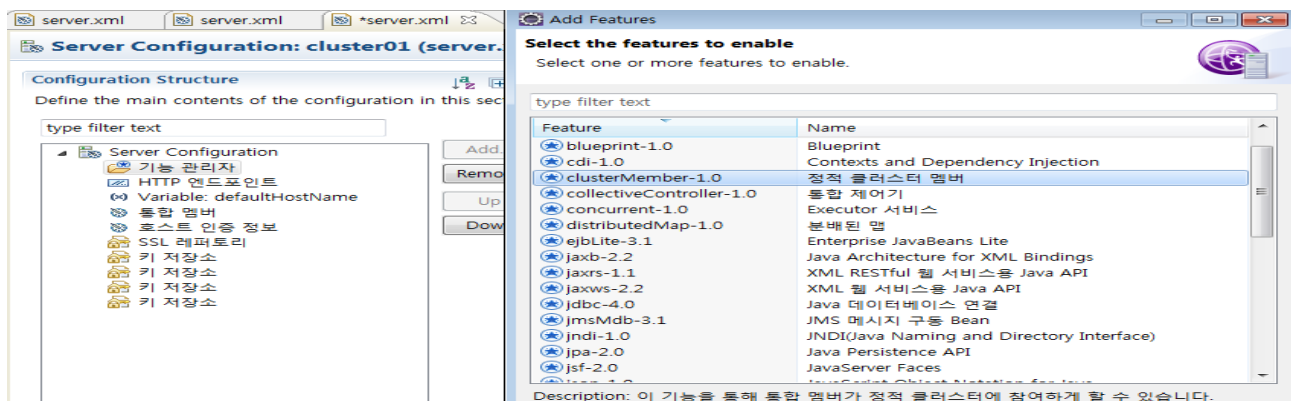 server.xml
server.xml
*server.xml
Server Configuration: cluster01 (server.
Configuration Structure
Define the main contents of the configuration in this sec
type filter text
Server Configuration
기능 관리자
HTTP 엔드포인트
Variable: defaultHostName
통합 멤버
호스트 인증 정보
SSL 레퍼토리
키 저장소
키 저장소
키 저장소
키 저장소
Add.
Remo
Up
Dow
Add Features
Select the features to enable
Select one or more features to enable.
type filter text
Feature Name
blueprint-1.0 Blueprint
cdi-1.0 Contexts and Dependency Injection
clusterMember-1.0 정적 클러스터 멤버
collectiveController-1.0 통합 제어기
concurrent-1.0 Executor 서비스
distributedMap-1.0 분배된 맵
ejbLite-3.1 Enterprise JavaBeans Lite
jaxb-2.2 Java Architecture for XML Bindings
jaxrs-1.1 XML RESTful 웹 서비스용 Java API
jaxws-2.2 XML 웹 서비스용 Java API
jdbc-4.0 Java 데이터베이스 연결
jmsMdb-3.1 JMS 메시지 구동 Bean
jndi-1.0 JNDI(Java Naming and Directory Interface)
jpa-2.0 Java Persistence API
jsf-2.0 JavaServer Faces
Description: 이 기능을 통해 통합 멤버가 정적 클러스터에 참여하게 할 수 있습니다.